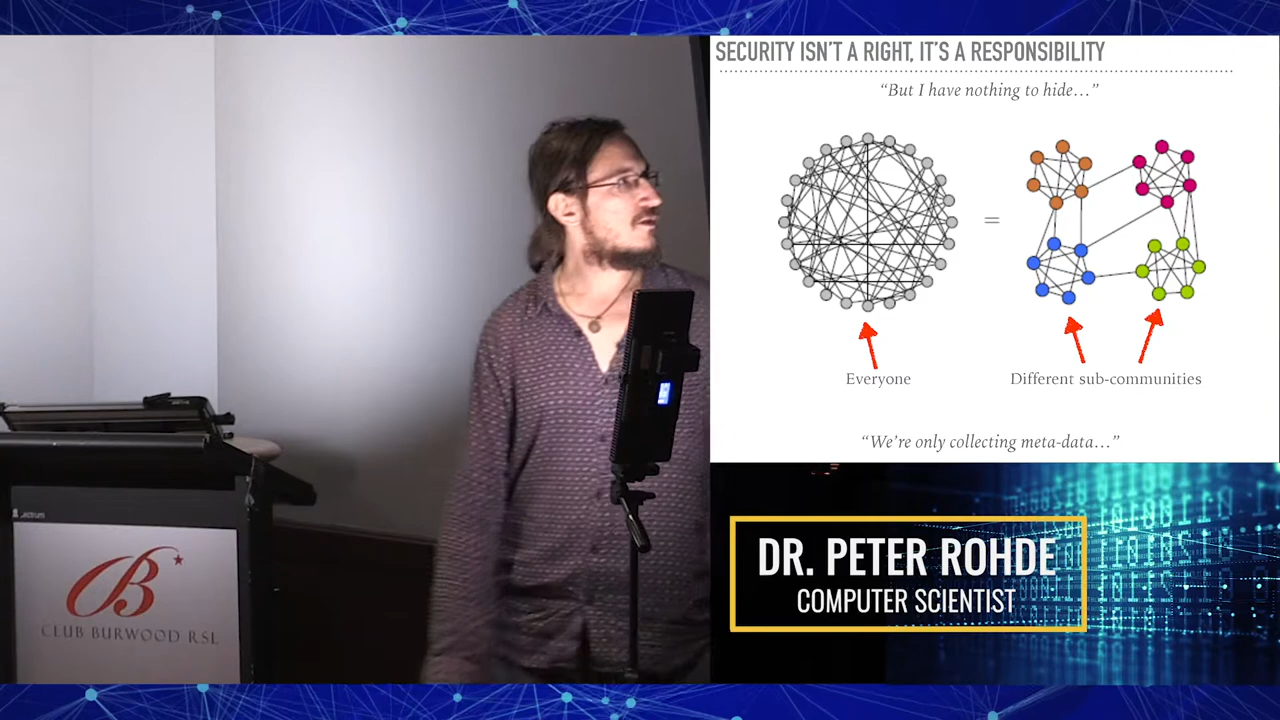 SECURITY ISN'T A RIGHT, IT'S A RESPONSIBILITY
“But I have nothing to hide…”
=
Everyone
Different sub-communities
“We're only collecting meta-data…”
DR. PETER ROHDE
COMPUTER SCIENTIST
B
CLUB BURWOOD RSL